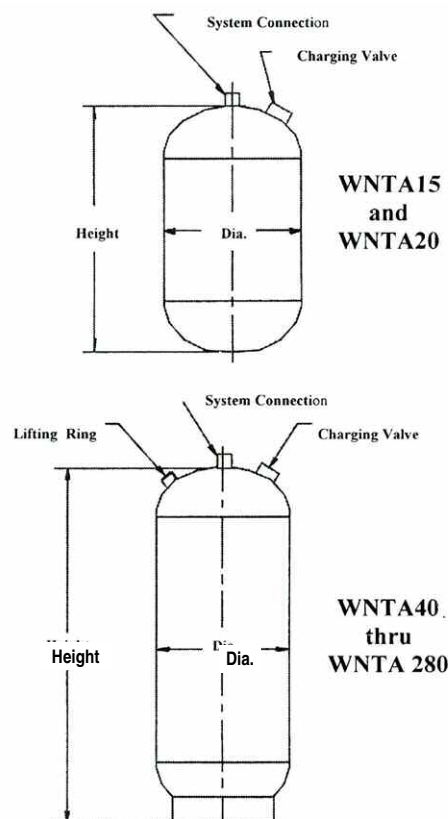 System Connection
Charging Valve
WNTA15
and
WNTA20
Height
Dia.
System Connection
Lifting Ring
Charging Valve
WNTA40
thru
WNTA 280
Height
Dia.